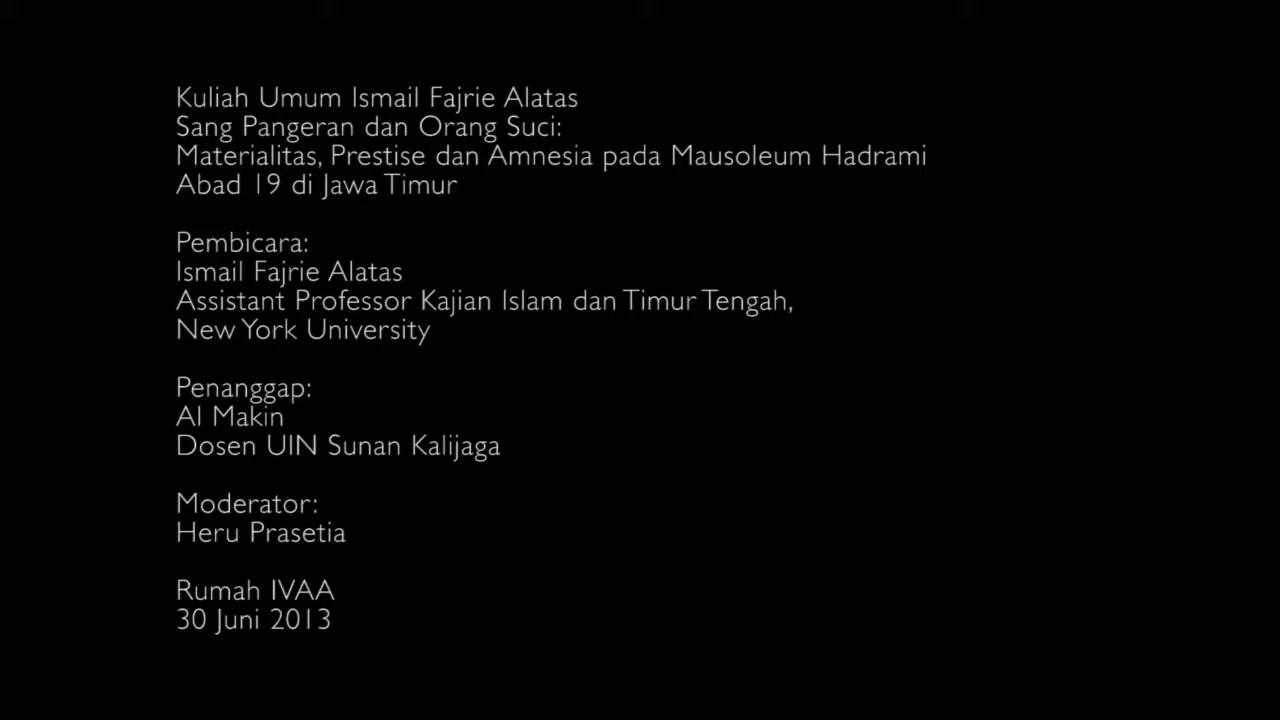 Kuliah Umum Ismail Fajrie Alatas
Sang Pangeran dan Orang Suci:
Materialitas, Prestise dan Amnesia pada Mausoleum Hadrami
Abad 19 di Jawa Timur
Pembicara:
Ismail Fajrie Alatas
Assistant Professor Kajian Islam dan Timur Tengah,
New York University
Penanggap:
Al Makin
Dosen UIN Sunan Kalijaga
Moderator:
Heru Prasetia
Rumah IVAA
30 Juni 2013